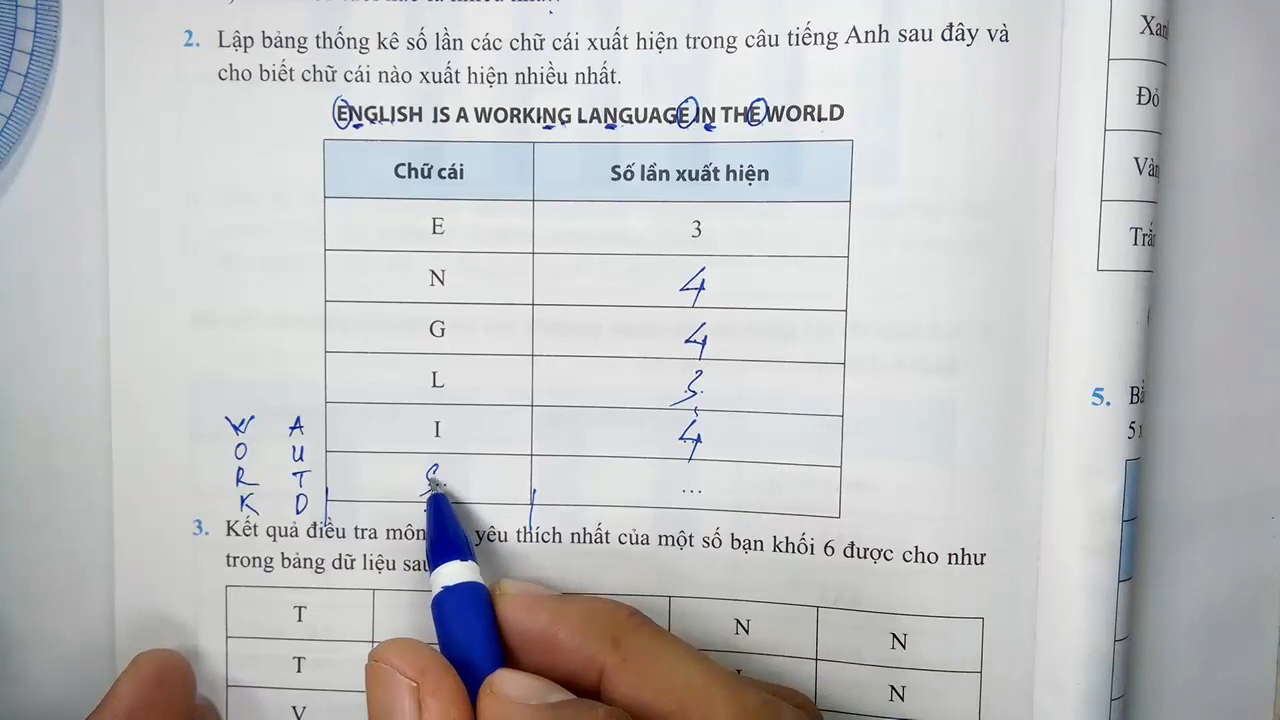 2. Lập bảng thống kê số lần các chữ cái xuất hiện trong câu tiếng Anh sau đây và
cho biết chữ cái nào xuất hiện nhiều nhất.
ENGLISH IS A WORKING LANGUAGE IN THE WORLD
Chữ cái Số lần xuất hiện
E 3
N 4
G 4
L 3
I 4
S ...
W A
O U
R T
K D
3. Kết quả điều tra môn yêu thích nhất của một số bạn khối 6 được cho như
trong bảng dữ liệu sau
T N N
T N
V
Đỏ
5.
5